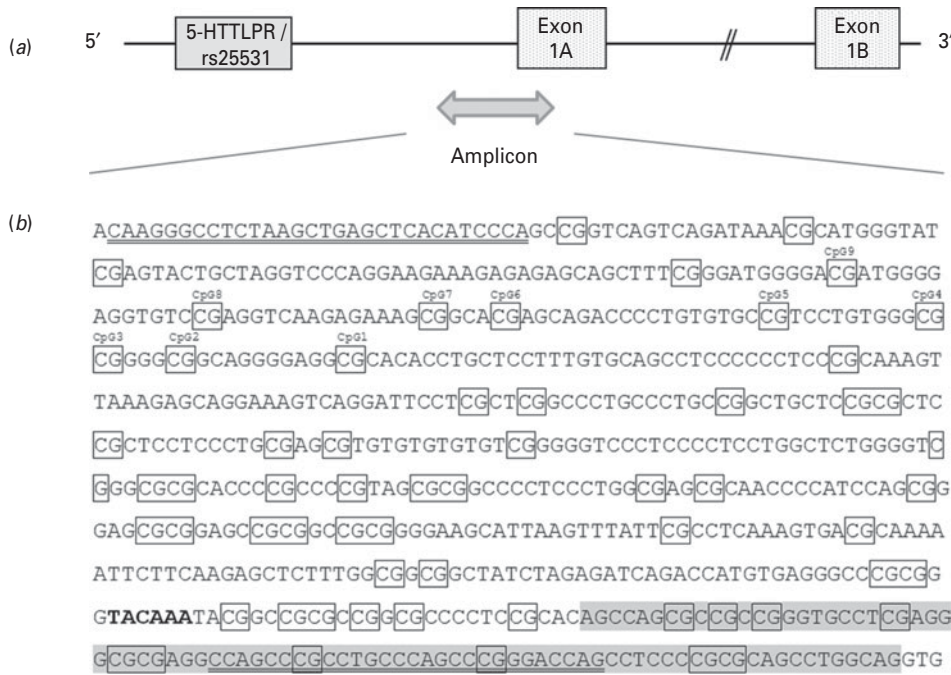 (a)
5′
5-HTTLPR /
rs25531
Exon
1A
Exon
1B
3′
Amplicon
(b)
ACAAGGGCCTCTAAGCTGAGCTCACATCCCAGCCGGTCAGTCAGATAAACGCATGGGTAT
CpG9
CGAGTACTGCTAGGTCCCAGGAAGAAAGAGAGAGCAGCTTTCGGGATGGGGACGATGGGG
CpG8 CpG7 CpG6 CpG5 CpG4
AGGTGTCCGAGGTCAAGAGAAAGCGGCACGAGCAGACCCCTGTGTGCCGTCCTGTGGGCG
CpG3 CpG2 CpG1
CGGGGCGGCAGGGGAGGCGCACACCTGCTCCTTTGTGCAGCCTCCCCCCTCCCGCAAAGT
TAAAGAGCAGGAAAGTCAGGATTCCTCGCTCGGCCCTGCCCTGCCGGCTGCTCCGCGCTC
CGCTCCTCCCTGCGAGCGTGTGTGTGTGTCGGGGGTCCCTCCCCTCCTGGCTCTGGGGTC
GGGCGCGCACCCCGCCCCGTAGCGCGGCCCCTCCCTGGCGAGCGCAACCCCATCCAGCGG
GAGCGCGGAGCCGCGGCCGCGGGGAAGCATTAAGTTTATTCGCCTCAAAGTGACGCAAAA
ATTCTTCAAGAGCTCTTTGGCGGCGGCTATCTAGAGATCAGACCATGTGAGGGCCCGCGG
GTACAAATACGGCCGCGCCGGCGCCCCTCCGCACAGCCAGCGCCGCCGGGTGCCTCGAGG
GCGCGAGGCCAGCCCGCCTGCCCAGCCCGGGACCAGCCTCCCCGCGCAGCCTGGCAGGTG